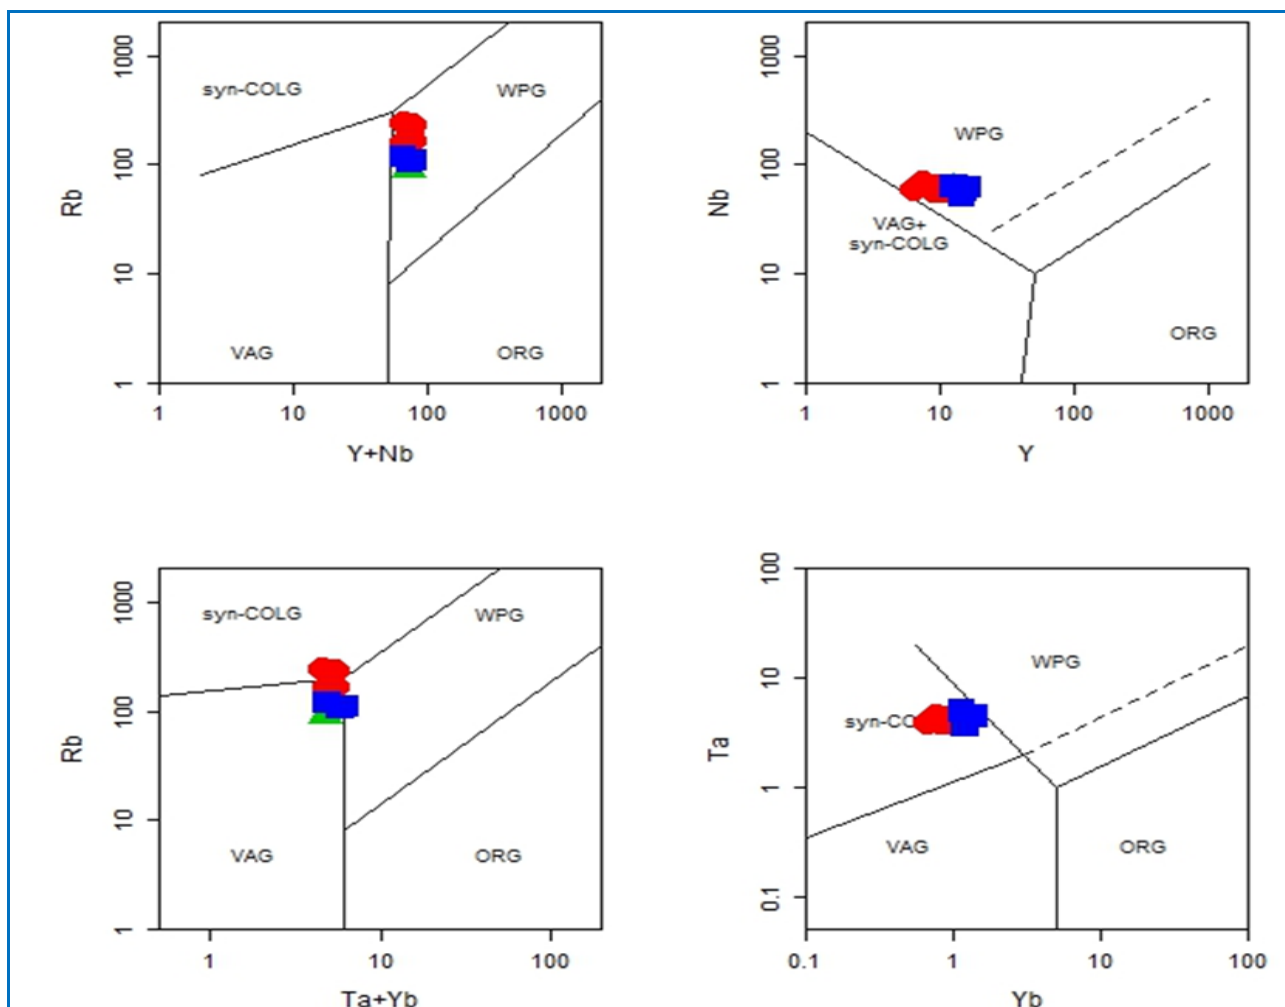 1000
syn-COLG
WPG
100
Rb
10
VAG
ORG
1
1 10 100 1000
Y+Nb
1000
WPG
100
Nb
VAG+
syn-COLG
10
ORG
1
1 10 100 1000
Y
1000
syn-COLG
WPG
100
Rb
10
VAG
ORG
1
1 10 100
Ta+Yb
100
WPG
10
syn-CO
Ta
1
VAG
ORG
0.1
0.1 1 10 100
Yb